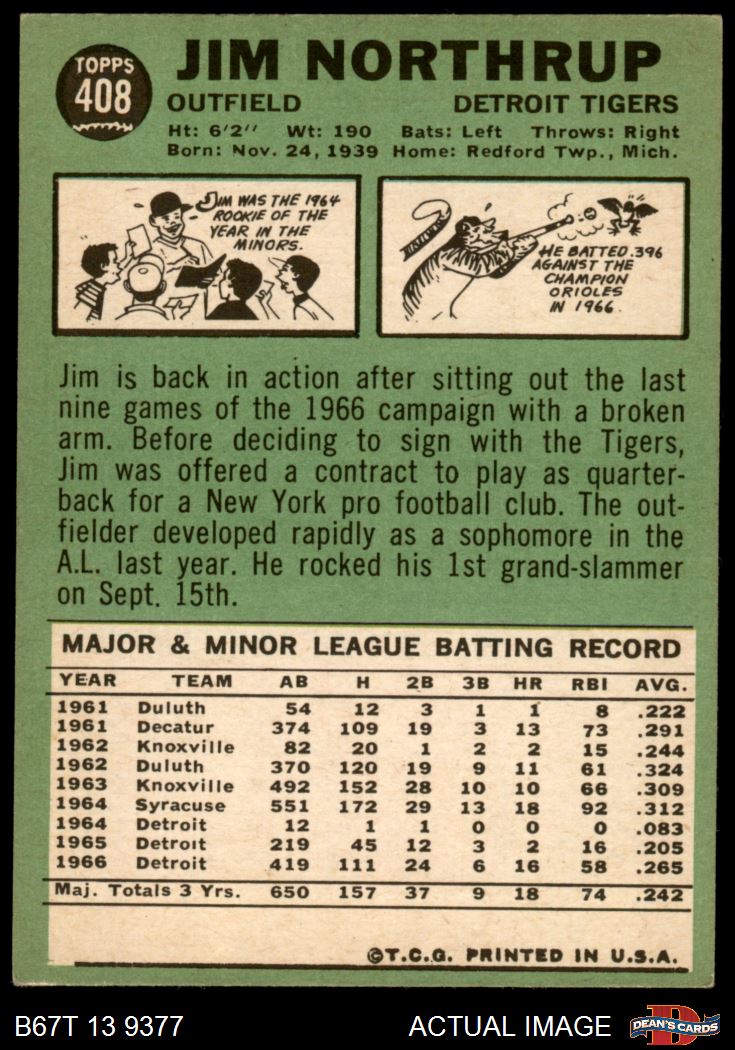 TOPPS
408
JIM NORTHRUP
OUTFIELD DETROIT TIGERS
Ht: 6'2" Wt: 190 Bats: Left Throws: Right
Born: Nov. 24, 1939 Home: Redford Twp., Mich.
JIM WAS THE 1964
ROOKIE OF THE
YEAR IN THE
MINORS.
HE BATTED .396
AGAINST THE
CHAMPION
ORIOLES
IN 1966.
Jim is back in action after sitting out the last
nine games of the 1966 campaign with a broken
arm. Before deciding to sign with the Tigers,
Jim was offered a contract to play as quarter-
back for a New York pro football club. The out-
fielder developed rapidly as a sophomore in the
A.L. last year. He rocked his 1st grand-slammer
on Sept. 15th.
MAJOR & MINOR LEAGUE BATTING RECORD
YEAR TEAM AB H 2B 3B HR RBI AVG.
1961 Duluth 54 12 3 1 1 8 .222
1961 Decatur 374 109 19 3 13 73 .291
1962 Knoxville 82 20 1 2 2 15 .244
1962 Duluth 370 120 19 9 11 61 .324
1963 Knoxville 492 152 28 10 10 66 .309
1964 Syracuse 551 172 29 13 18 92 .312
1964 Detroit 12 1 1 0 0 0 .083
1965 Detroit 219 45 12 3 2 16 .205
1966 Detroit 419 111 24 6 16 58 .265
Maj. Totals 3 Yrs. 650 157 37 9 18 74 .242
©T.C.G. PRINTED IN U.S.A.
B67T 13 9377 ACTUAL IMAGE
D
DEAN'S CARDS